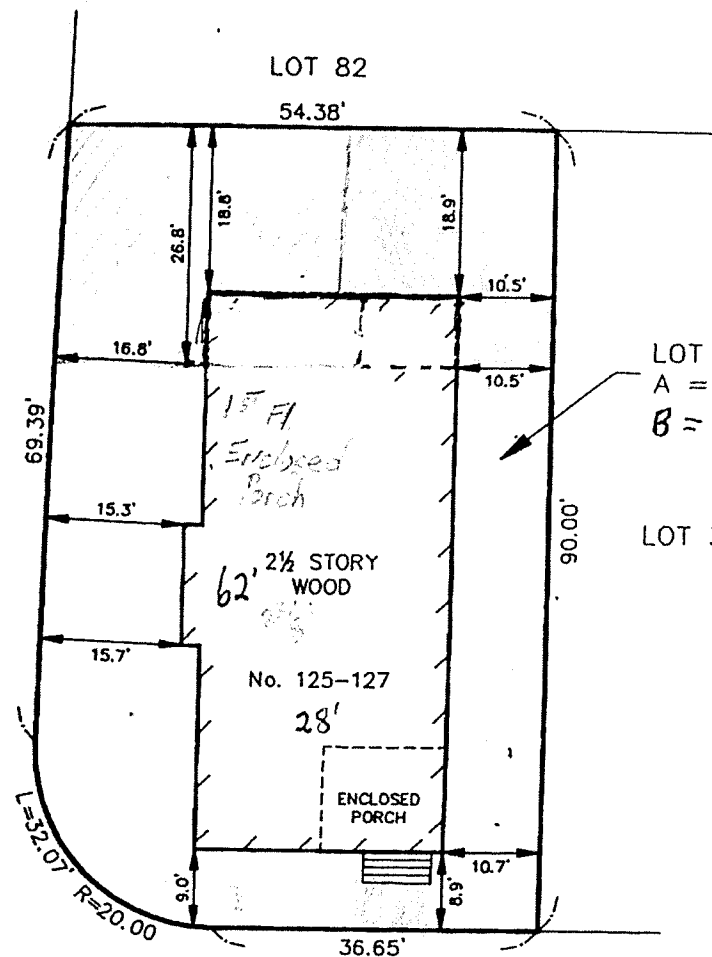 LOT 82
54.38'
18.8'
26.8'
18.9'
10.5'
16.8'
10.5'
LOT
A =
B =
1ST Fl
Enclosed
Porch
69.39'
15.3'
90.00'
LOT
2½ STORY
WOOD
62'
15.7'
No. 125-127
28'
ENCLOSED
PORCH
L=32.07' R=20.00
9.0'
8.9'
10.7'
36.65'